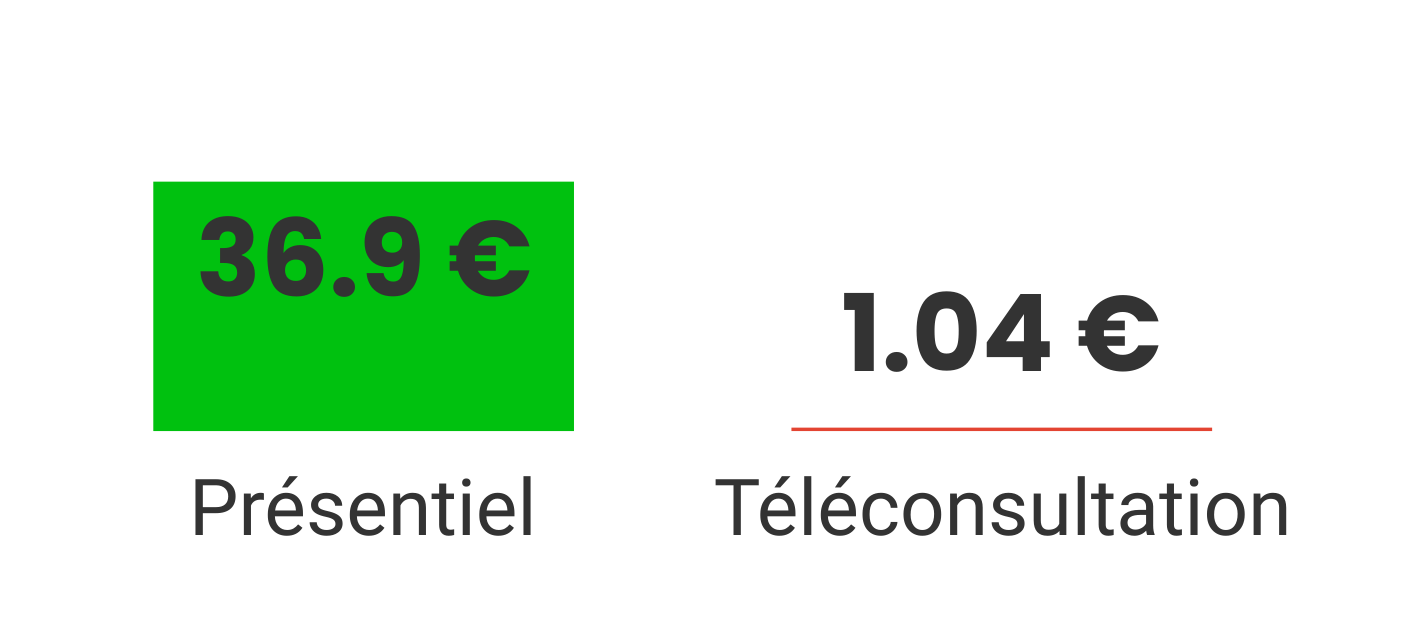 36.9 €
1.04 €
Présentiel
Téléconsultation